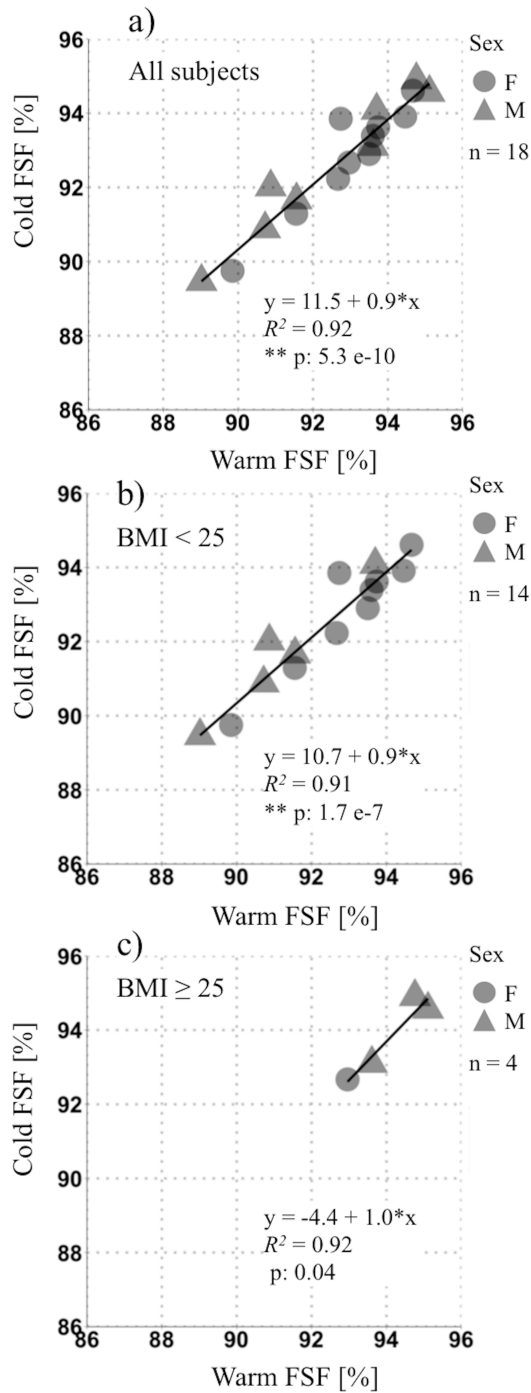 a)
All subjects
Sex
F
M
n = 18
Cold FSF [%]
96
94
92
90
88
86
y = 11.5 + 0.9*x
R² = 0.92
** p: 5.3 e-10
86 88 90 92 94 96
Warm FSF [%]
b)
BMI < 25
Sex
F
M
n = 14
Cold FSF [%]
96
94
92
90
88
86
y = 10.7 + 0.9*x
R² = 0.91
** p: 1.7 e-7
86 88 90 92 94 96
Warm FSF [%]
c)
BMI ≥ 25
Sex
F
M
n = 4
Cold FSF [%]
96
94
92
90
88
86
y = -4.4 + 1.0*x
R² = 0.92
p: 0.04
86 88 90 92 94 96
Warm FSF [%]